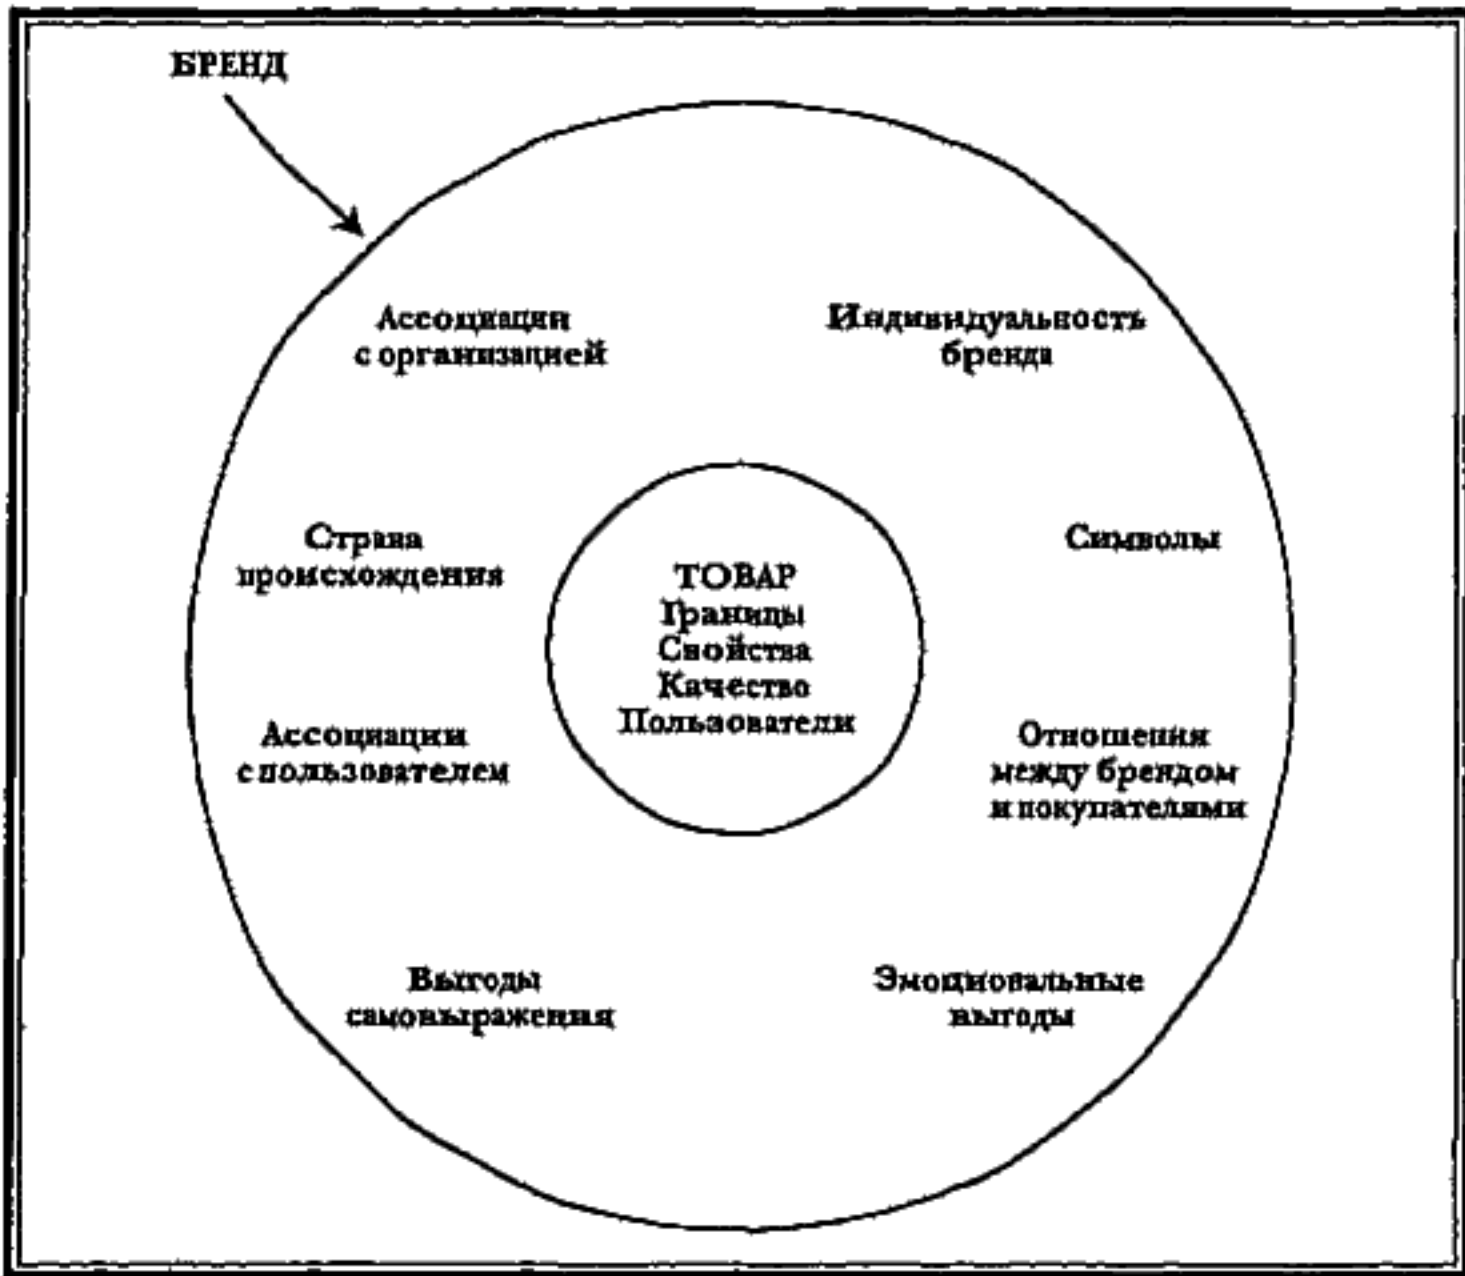 БРЕНД
Ассоциации
с организацией
Индивидуальность
бренда
Страна
происхождения
Символы
ТОВАР
Границы
Свойства
Качество
Пользователи
Ассоциации
с пользователем
Отношения
между брендом
и покупателями
Выгоды
самовыражения
Эмоциональные
выгоды